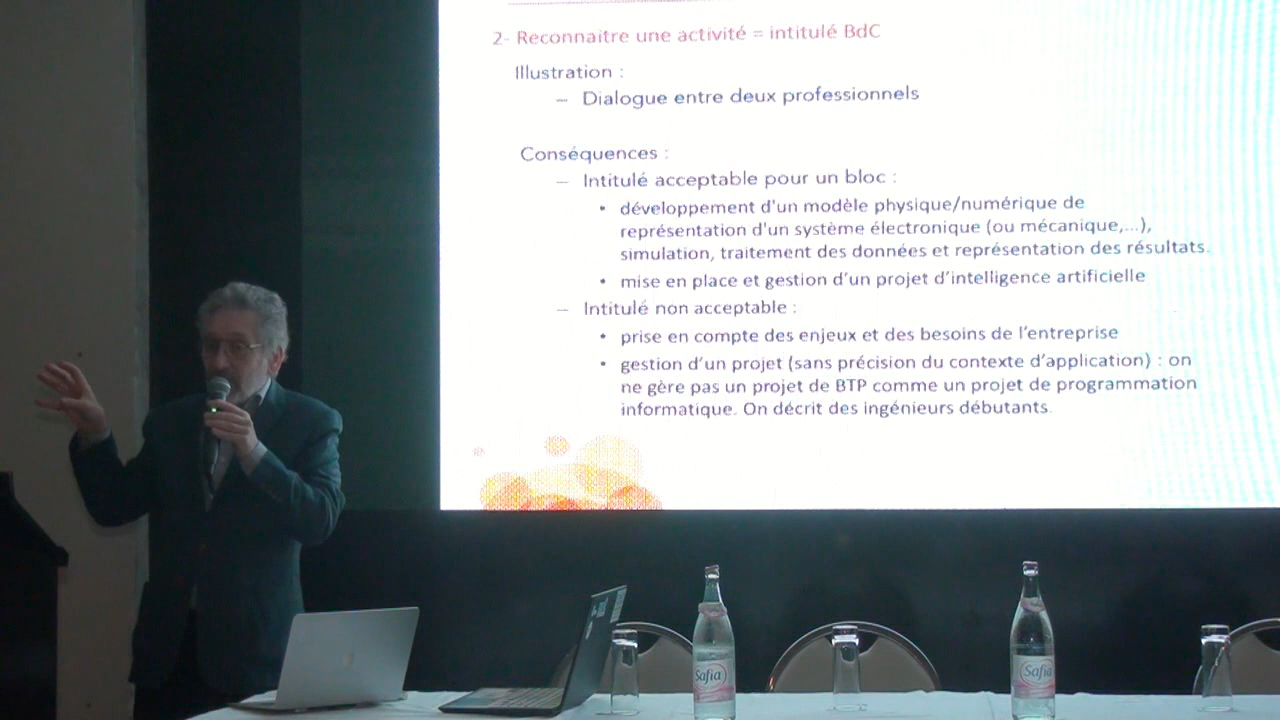 2- Reconnaitre une activité = intitulé BdC
Illustration :
– Dialogue entre deux professionnels
Conséquences :
– Intitulé acceptable pour un bloc :
• développement d'un modèle physique/numérique de
représentation d'un système électronique (ou mécanique,...),
simulation, traitement des données et représentation des résultats.
• mise en place et gestion d'un projet d'intelligence artificielle
– Intitulé non acceptable :
• prise en compte des enjeux et des besoins de l'entreprise
• gestion d'un projet (sans précision du contexte d'application) : on
ne gère pas un projet de BTP comme un projet de programmation
informatique. On décrit des ingénieurs débutants.
Safia
Safia